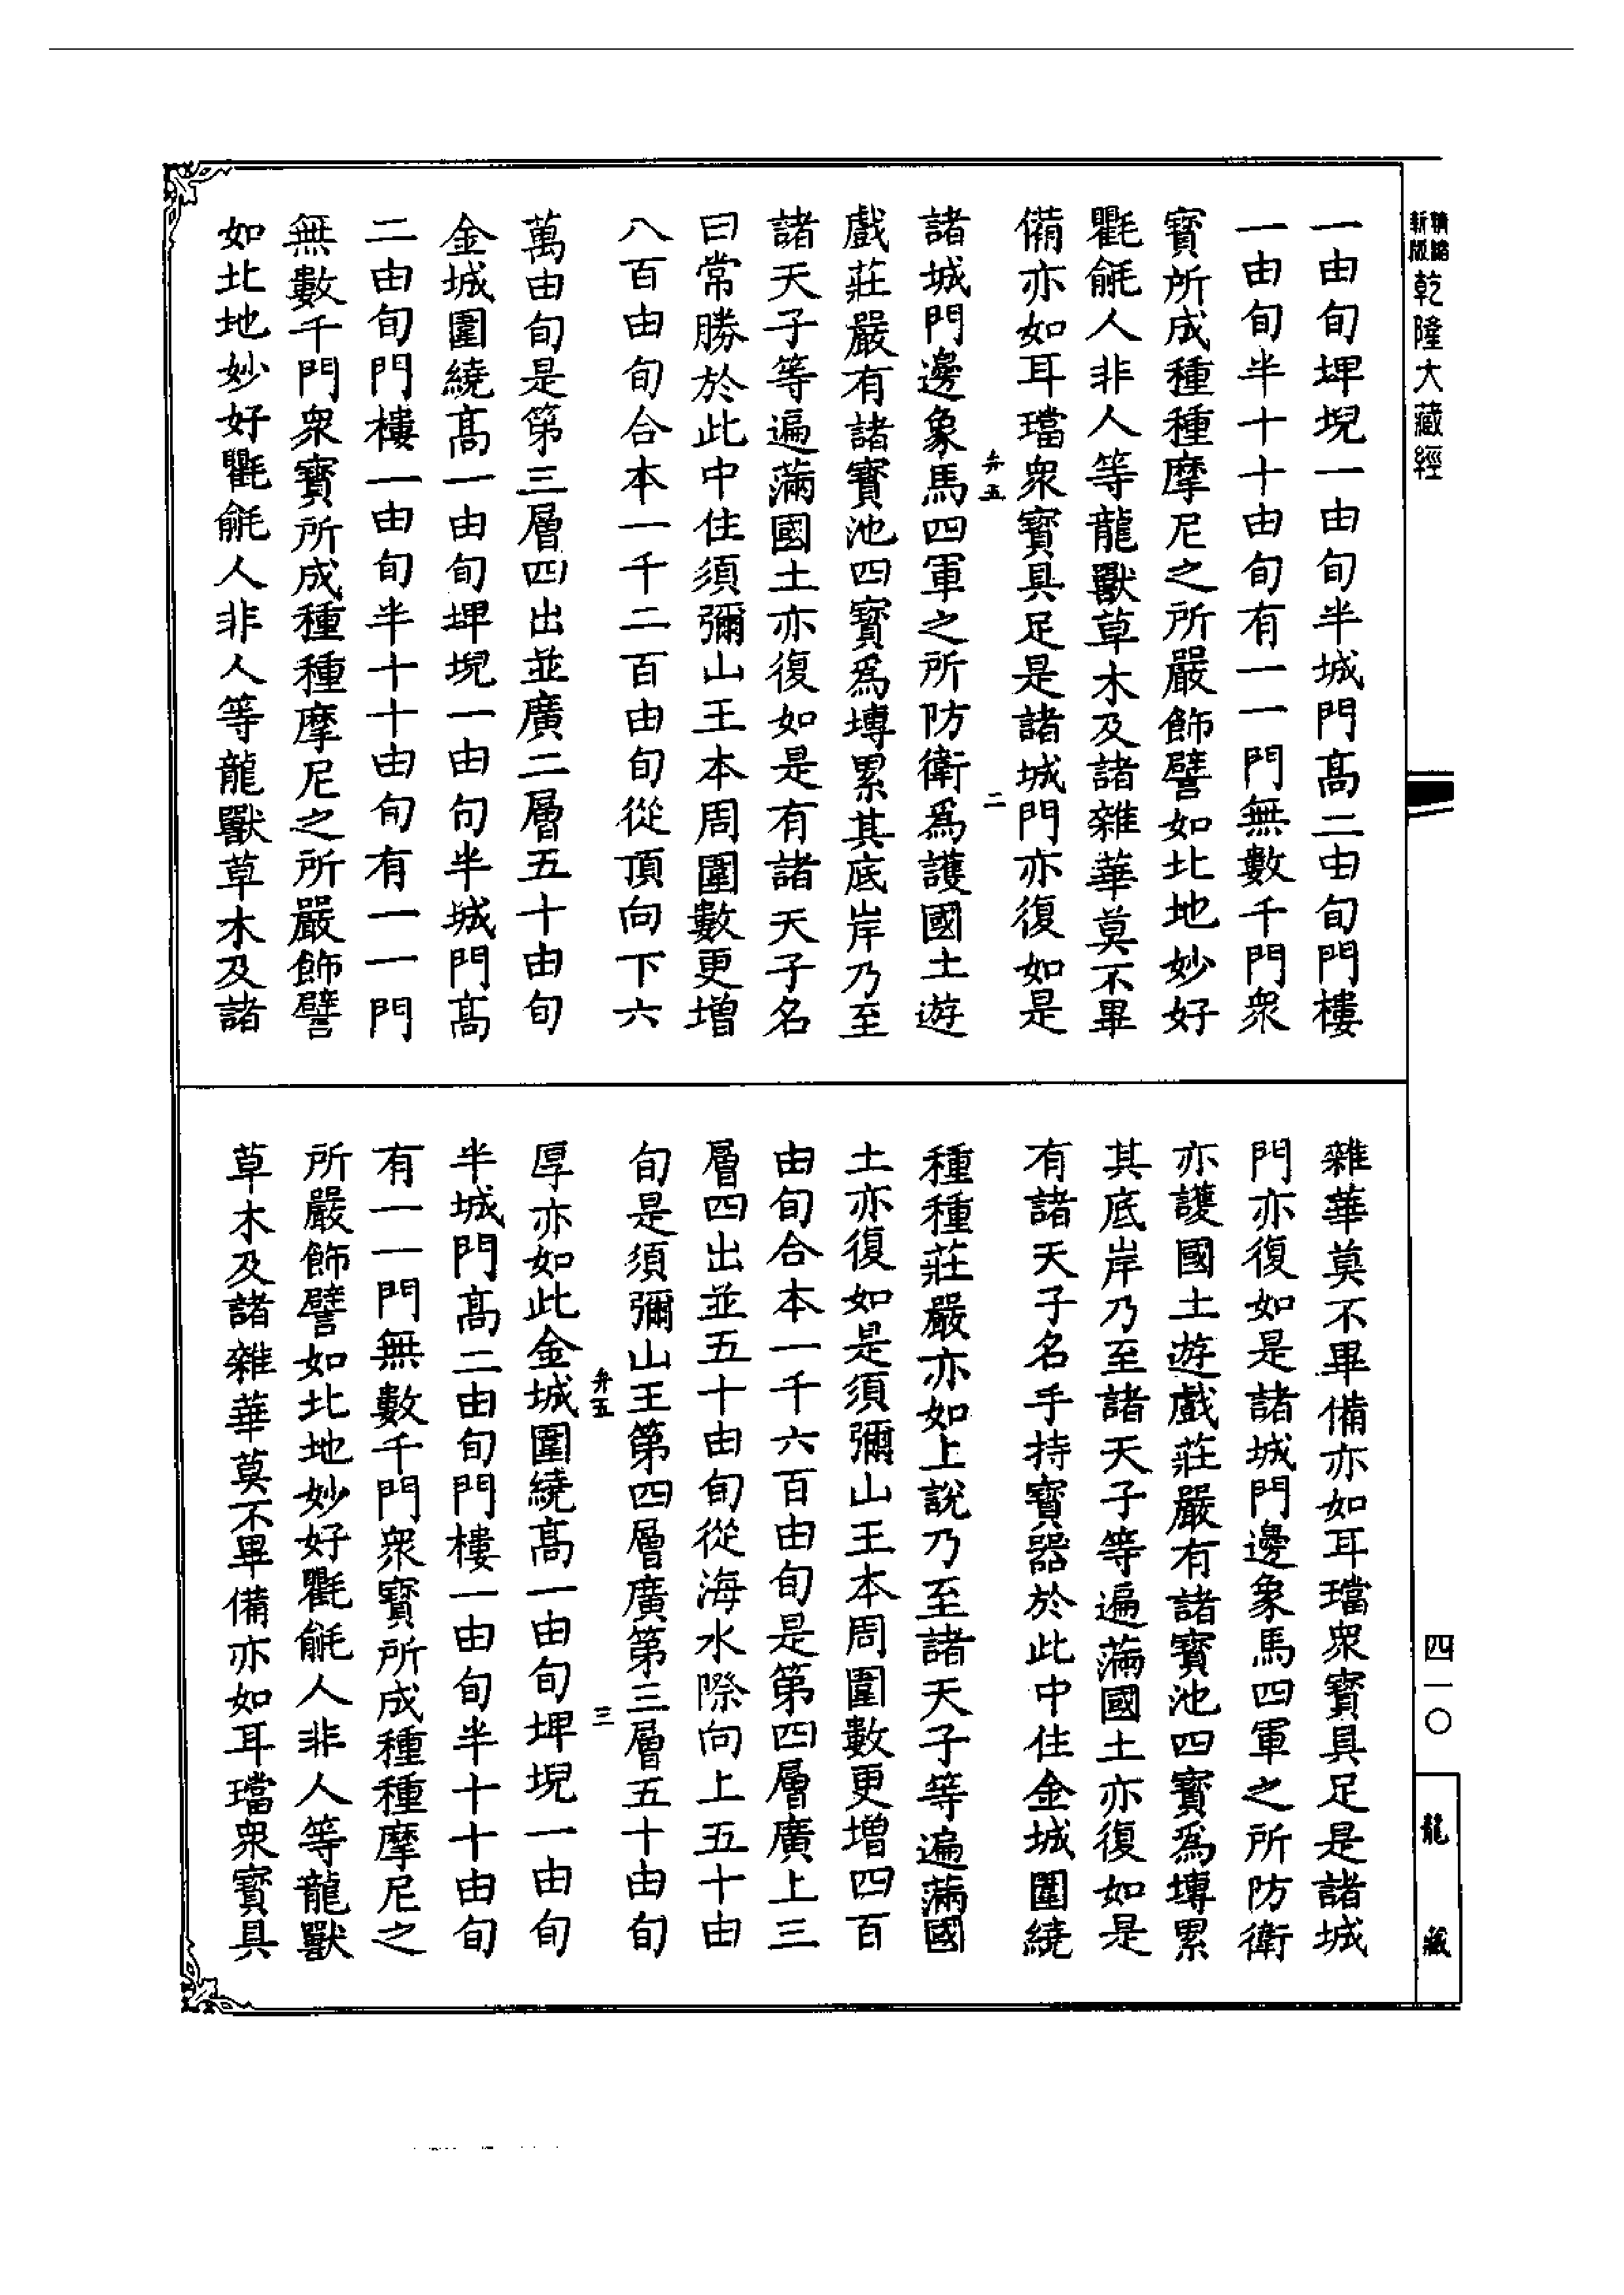 精縮
新版
乾隆大藏經
一由旬埤堄一由旬半城門髙二由旬門樓
一由旬半十十由旬有一一門無數千門衆
寳所成種種摩尼之所嚴飾譬如北地妙好
氍毹人非人等龍獸草木及諸雜華莫不畢
備亦如耳璫衆寳具足是諸城門亦復如是
弁五
二
諸城門邊象馬四軍之所防衛爲護國土遊
戲莊嚴有諸寳池四寳爲塼累其底岸乃至
諸天子等遍滿國土亦復如是有諸天子名
曰常勝於此中住須彌山王本周圍數更增
八百由旬合本一千二百由旬從頂向下六
萬由旬是第三層四出並廣二層五十由旬
金城圍繞髙一由旬埤堄一由句半城門髙
二由旬門樓一由旬半十十由旬有一一門
無數千門衆寳所成種種摩尼之所嚴飾譬
如北地妙好氍毹人非人等龍獸草木及諸
雜華莫不畢備亦如耳璫衆寳具足是諸城
門亦復如是諸城門邊象馬四軍之所防衛
亦護國土遊戲莊嚴有諸寳池四寳爲塼累
其底岸乃至諸天子等遍滿國土亦復如是
有諸天子名手持寳器於此中住金城圍繞
種種莊嚴亦如上說乃至諸天子等遍滿國
土亦復如是須彌山王本周圍數更增四百
由旬合本一千六百由旬是第四層廣上三
層四出並五十由旬從海水際向上五十由
旬是須彌山王第四層廣第三層五十由旬
弁五
三
厚亦如此金城圍繞髙一由旬埤堄一由旬
半城門髙二由旬門樓一由旬半十十由旬
有一一門無數千門衆寳所成種種摩尼之
所嚴飾譬如北地妙好氍毹人非人等龍獸
草木及諸雜華莫不畢備亦如耳璫衆寳具
四一〇
龍藏